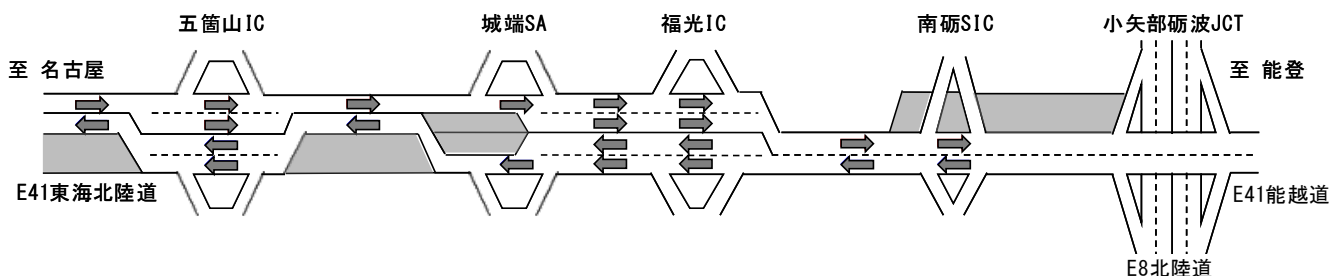 五箇山IC
城端SA
福光IC
南砺SIC
小矢部砺波JCT
至 名古屋
至 能登
E41東海北陸道
E41能越道
E8北陸道